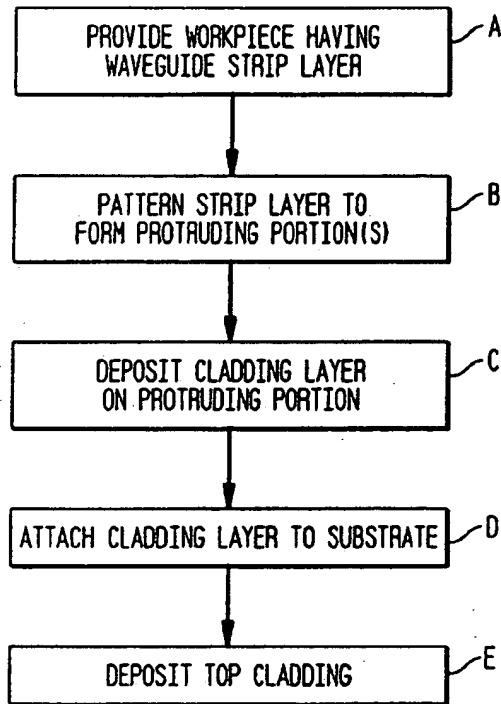 PROVIDE WORKPIECE HAVING
WAVEGUIDE STRIP LAYER
A
PATTERN STRIP LAYER TO
FORM PROTRUDING PORTION(S)
B
DEPOSIT CLADDING LAYER
ON PROTRUDING PORTION
C
ATTACH CLADDING LAYER TO SUBSTRATE
D
DEPOSIT TOP CLADDING
E